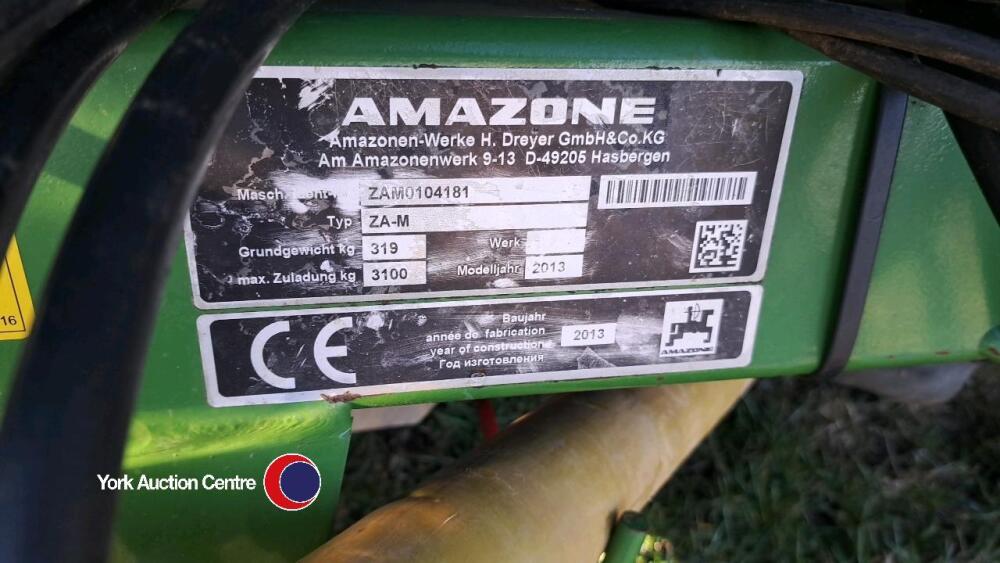 AMAZONE
Amazonen-Werke H. Dreyer GmbH&Co.KG
Am Amazonenwerk 9-13 D-49205 Hasbergen
ZAM0104181
Typ ZA-M
Grundgewicht kg 319 Werk
max. Zuladung kg 3100 Modelljahr 2013
CE
Baujahr
année de fabrication
year of construction
Год изготовления
2013
AMAZONE
16
York Auction Centre